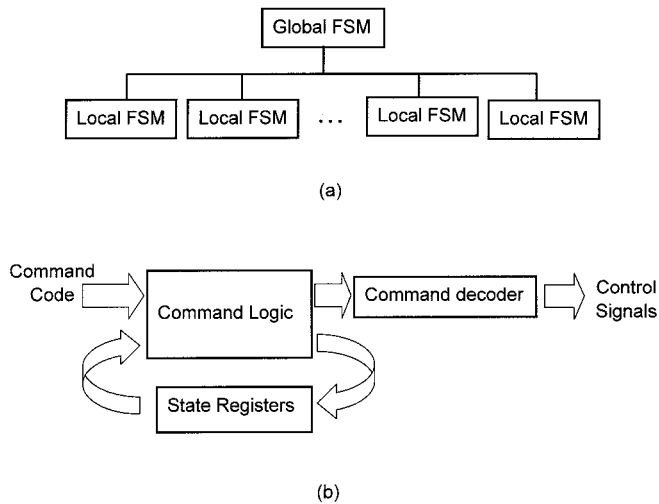 Global FSM
Local FSM
Local FSM
...
Local FSM
Local FSM
(a)
Command
Code
Command Logic
Command decoder
Control
Signals
State Registers
(b)